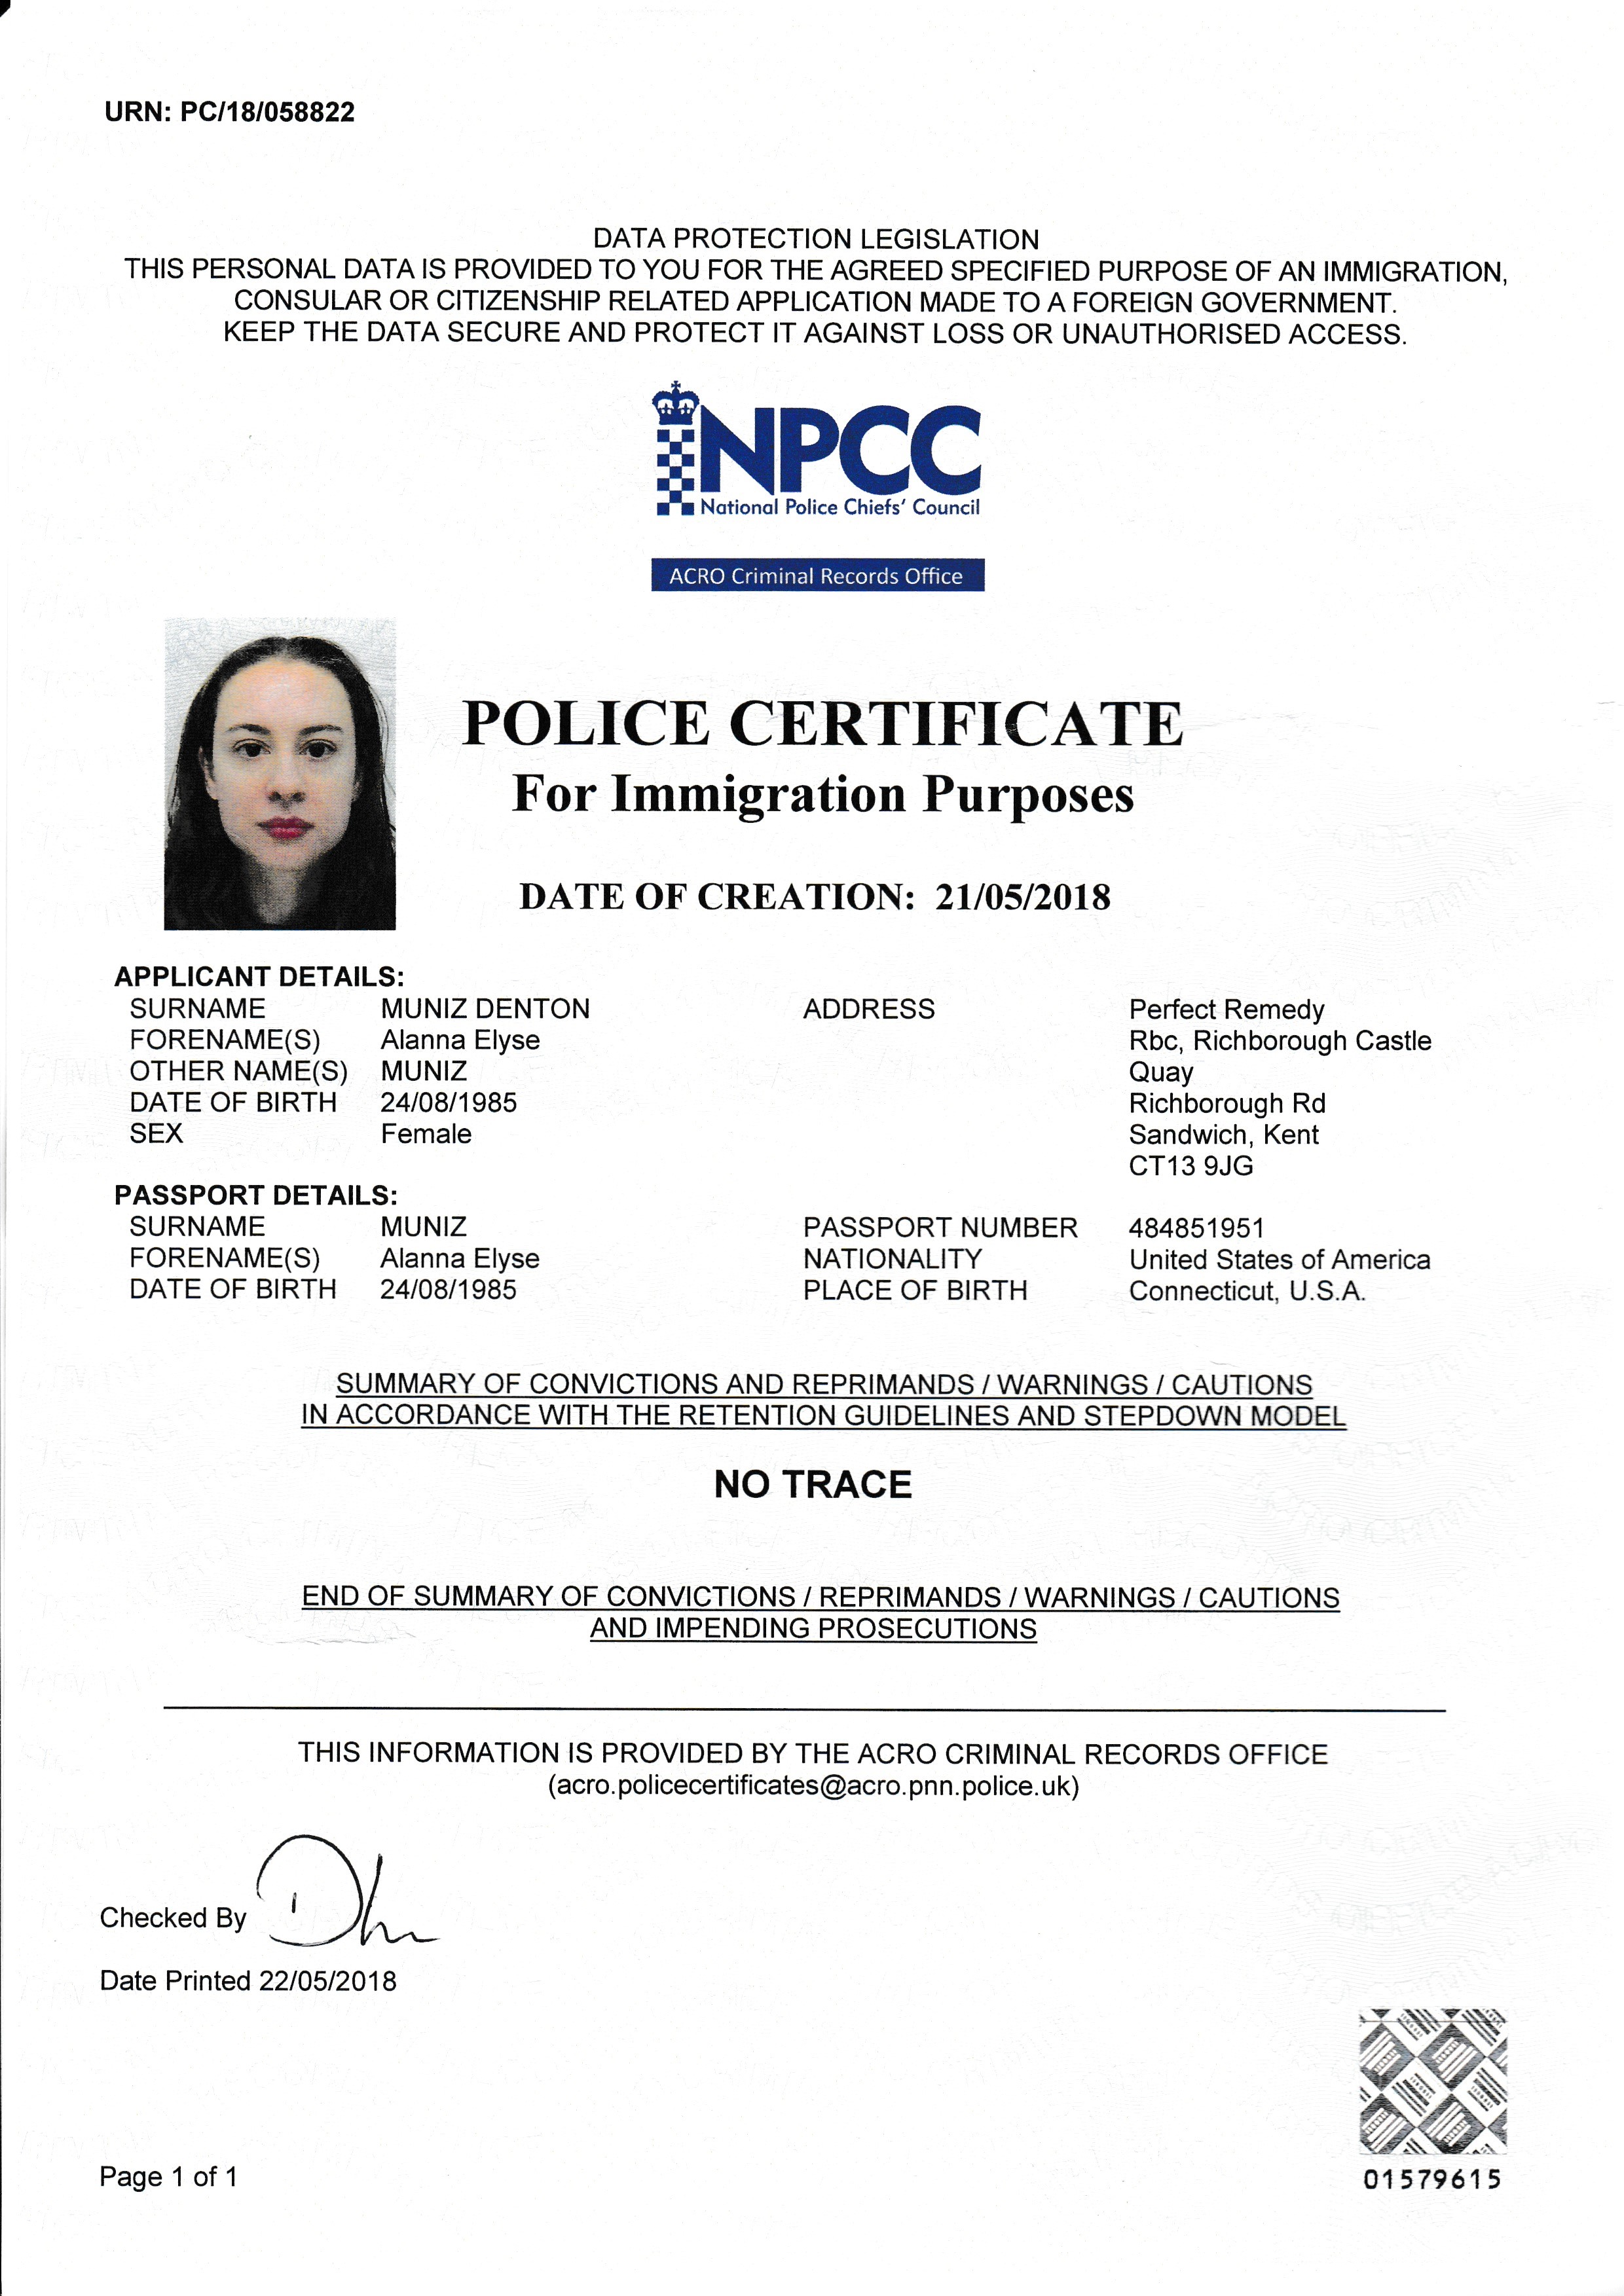 URN: PC/18/058822
DATA PROTECTION LEGISLATION
THIS PERSONAL DATA IS PROVIDED TO YOU FOR THE AGREED SPECIFIED PURPOSE OF AN IMMIGRATION,
CONSULAR OR CITIZENSHIP RELATED APPLICATION MADE TO A FOREIGN GOVERNMENT.
KEEP THE DATA SECURE AND PROTECT IT AGAINST LOSS OR UNAUTHORISED ACCESS.
NPCC
National Police Chiefs' Council
ACRO Criminal Records Office
POLICE CERTIFICATE
For Immigration Purposes
DATE OF CREATION: 21/05/2018
APPLICANT DETAILS:
SURNAME MUNIZ DENTON ADDRESS Perfect Remedy
FORENAME(S) Alanna Elyse Rbc, Richborough Castle
OTHER NAME(S) MUNIZ Quay
DATE OF BIRTH 24/08/1985 Richborough Rd
SEX Female Sandwich, Kent
CT13 9JG
PASSPORT DETAILS:
SURNAME MUNIZ PASSPORT NUMBER 484851951
FORENAME(S) Alanna Elyse NATIONALITY United States of America
DATE OF BIRTH 24/08/1985 PLACE OF BIRTH Connecticut, U.S.A.
SUMMARY OF CONVICTIONS AND REPRIMANDS / WARNINGS / CAUTIONS
IN ACCORDANCE WITH THE RETENTION GUIDELINES AND STEPDOWN MODEL
NO TRACE
END OF SUMMARY OF CONVICTIONS / REPRIMANDS / WARNINGS / CAUTIONS
AND IMPENDING PROSECUTIONS
THIS INFORMATION IS PROVIDED BY THE ACRO CRIMINAL RECORDS OFFICE
(acro.policecertificates@acro.pnn.police.uk)
Checked By
Date Printed 22/05/2018
Page 1 of 1
01579615